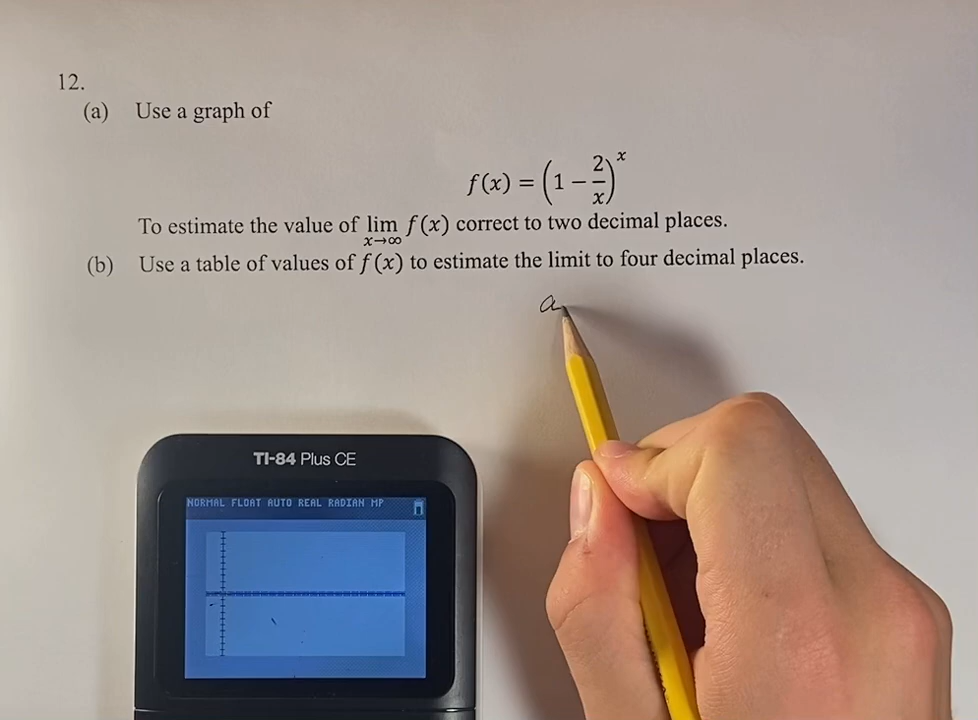 12.
(a) Use a graph of
f(x) = (1 − 2/x)^x
To estimate the value of lim x→∞ f(x) correct to two decimal places.
(b) Use a table of values of f(x) to estimate the limit to four decimal places.
a
TI-84 Plus CE
NORMAL FLOAT AUTO REAL RADIAN MP